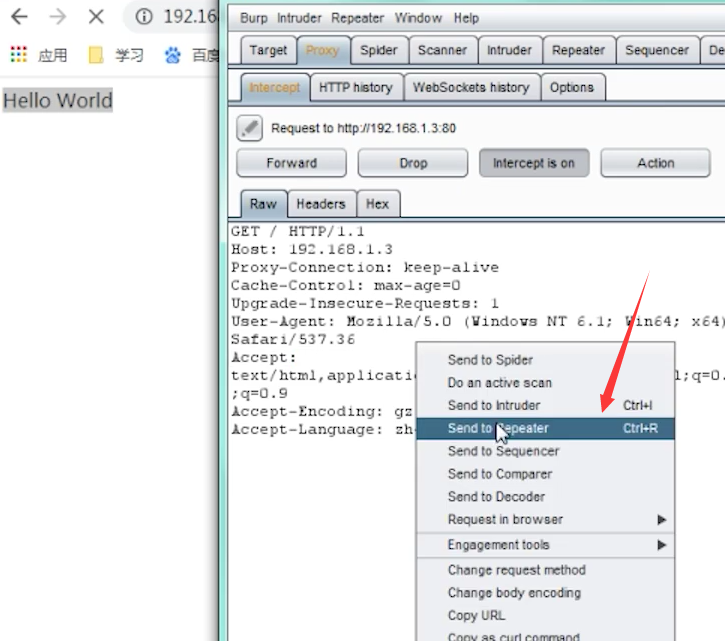 192.168
应用 学习 百度
Hello World
Burp Intruder Repeater Window Help
Target Proxy Spider Scanner Intruder Repeater Sequencer De
Intercept HTTP history WebSockets history Options
Request to http://192.168.1.3:80
Forward Drop Intercept is on Action
Raw Headers Hex
GET / HTTP/1.1
Host: 192.168.1.3
Proxy-Connection: keep-alive
Cache-Control: max-age=0
Upgrade-Insecure-Requests: 1
User-Agent: Mozilla/5.0 (Windows NT 6.1; Win64; x64)
Safari/537.36
Accept:
text/html,applicatio l;q=0.
;q=0.9
Accept-Encoding: gz
Accept-Language: zh
Send to Spider
Do an active scan
Send to Intruder Ctrl+I
Send to Repeater Ctrl+R
Send to Sequencer
Send to Comparer
Send to Decoder
Request in browser
Engagement tools
Change request method
Change body encoding
Copy URL
Copy as curl command